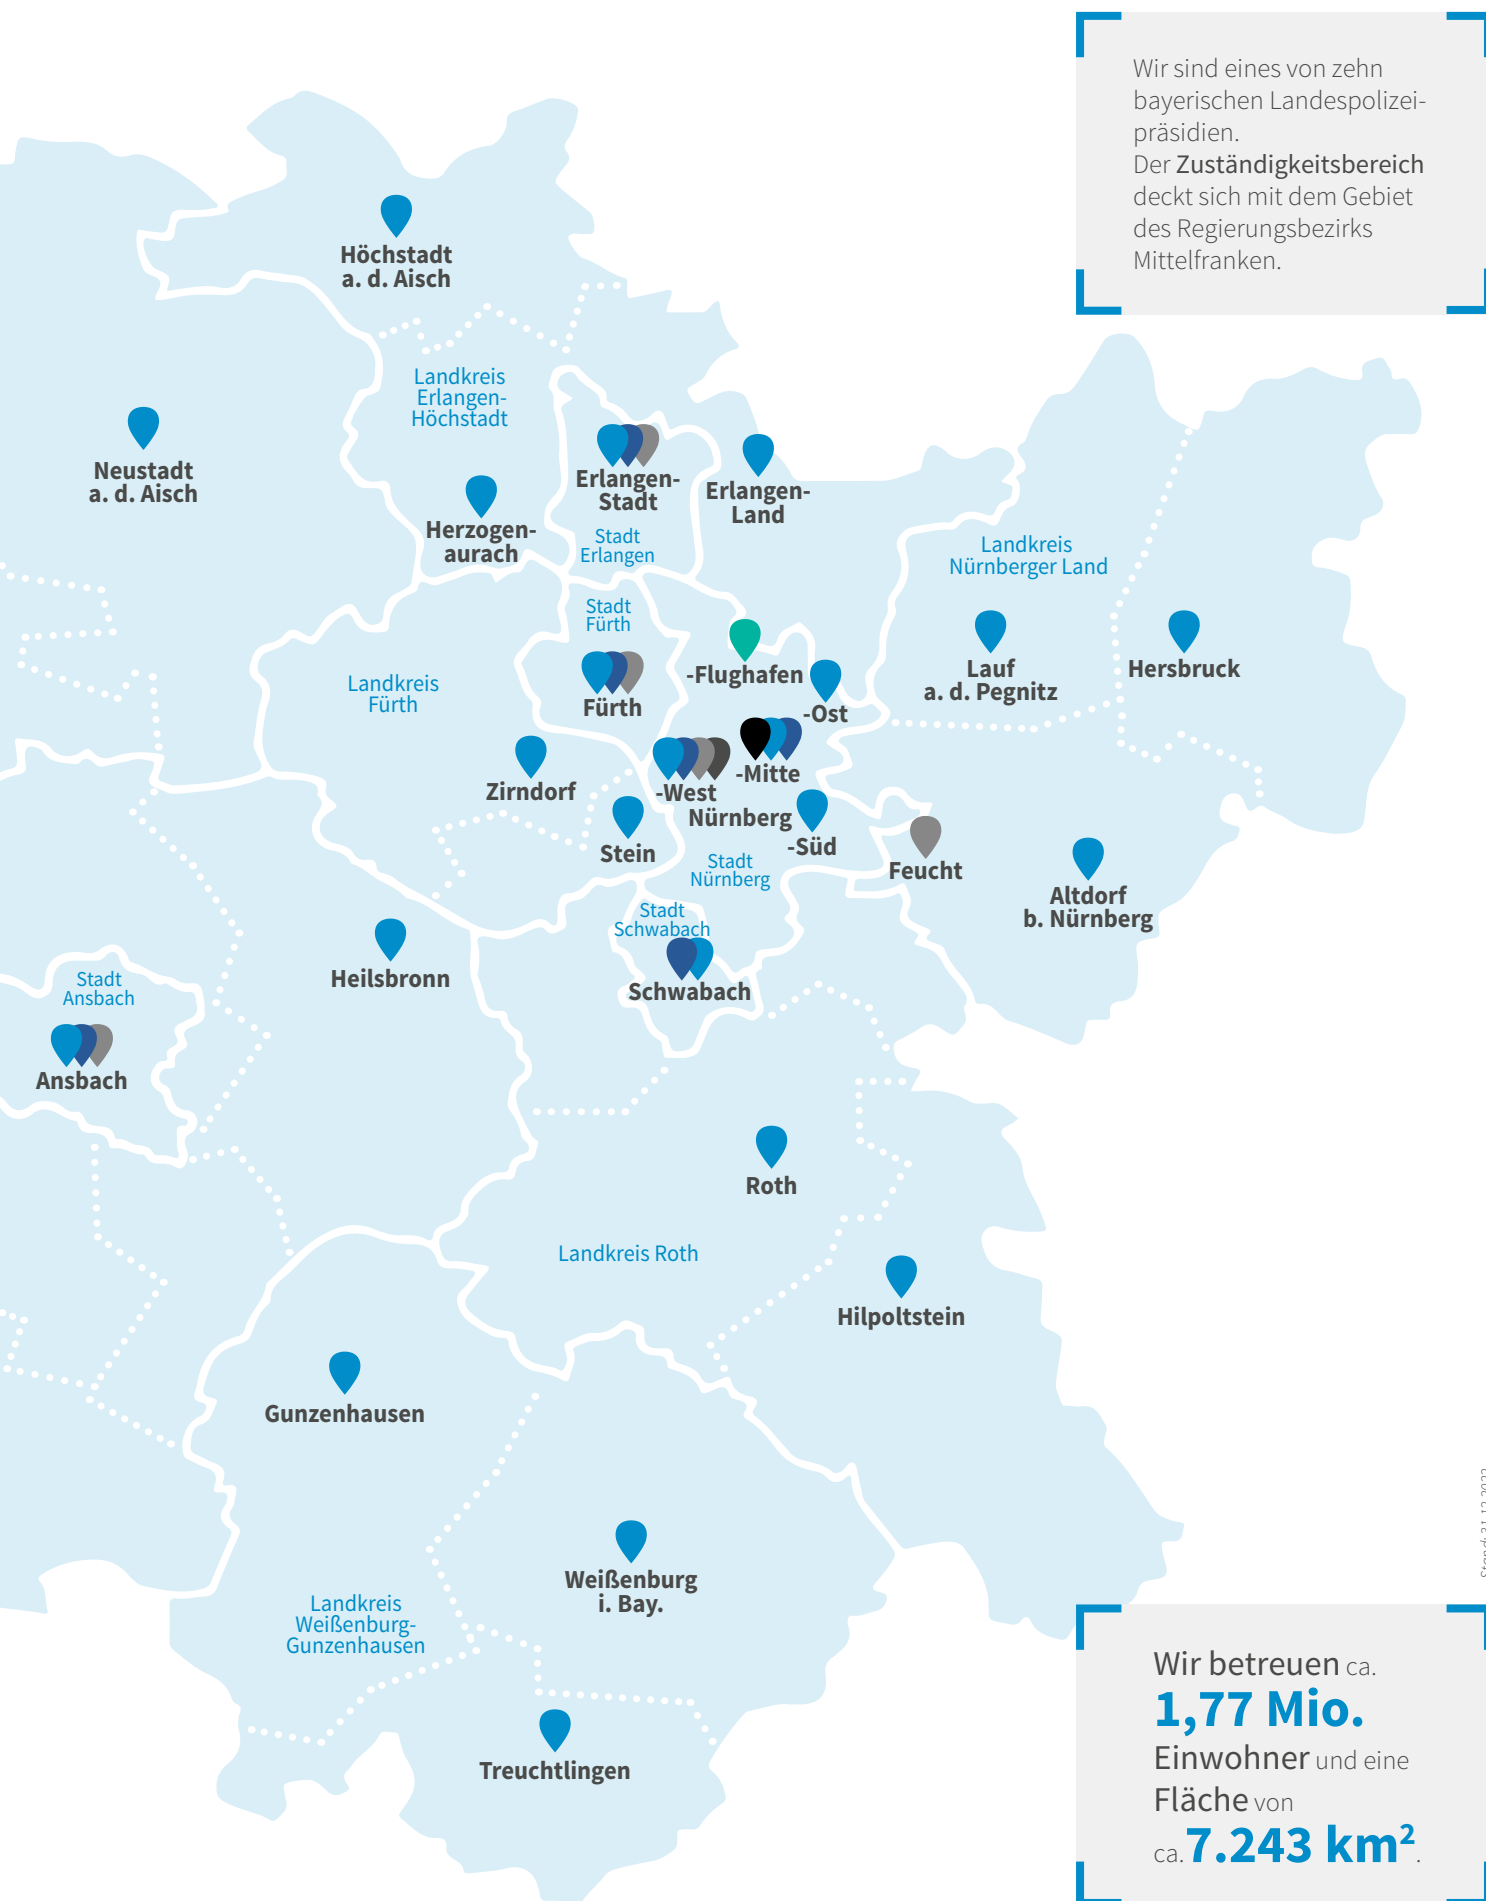 Wir sind eines von zehn
bayerischen Landespolizei-
präsidien.
Der Zuständigkeitsbereich
deckt sich mit dem Gebiet
des Regierungsbezirks
Mittelfranken.
Höchstadt
a. d. Aisch
Landkreis
Erlangen-
Höchstadt
Neustadt
a. d. Aisch
Herzogen-
aurach
Erlangen-
Stadt
Stadt
Erlangen
Erlangen-
Land
Landkreis
Nürnberger Land
Stadt
Fürth
Landkreis
Fürth
Fürth
-Flughafen
-Ost
Lauf
a. d. Pegnitz
Hersbruck
Zirndorf
-West
-Mitte
Nürnberg
-Süd
Stein
Stadt
Nürnberg
Feucht
Altdorf
b. Nürnberg
Stadt
Schwabach
Schwabach
Heilsbronn
Stadt
Ansbach
Ansbach
Roth
Landkreis Roth
Hilpoltstein
Gunzenhausen
Weißenburg
i. Bay.
Landkreis
Weißenburg-
Gunzenhausen
Treuchtlingen
Wir betreuen ca.
1,77 Mio.
Einwohner und eine
Fläche von
ca. 7.243 km².